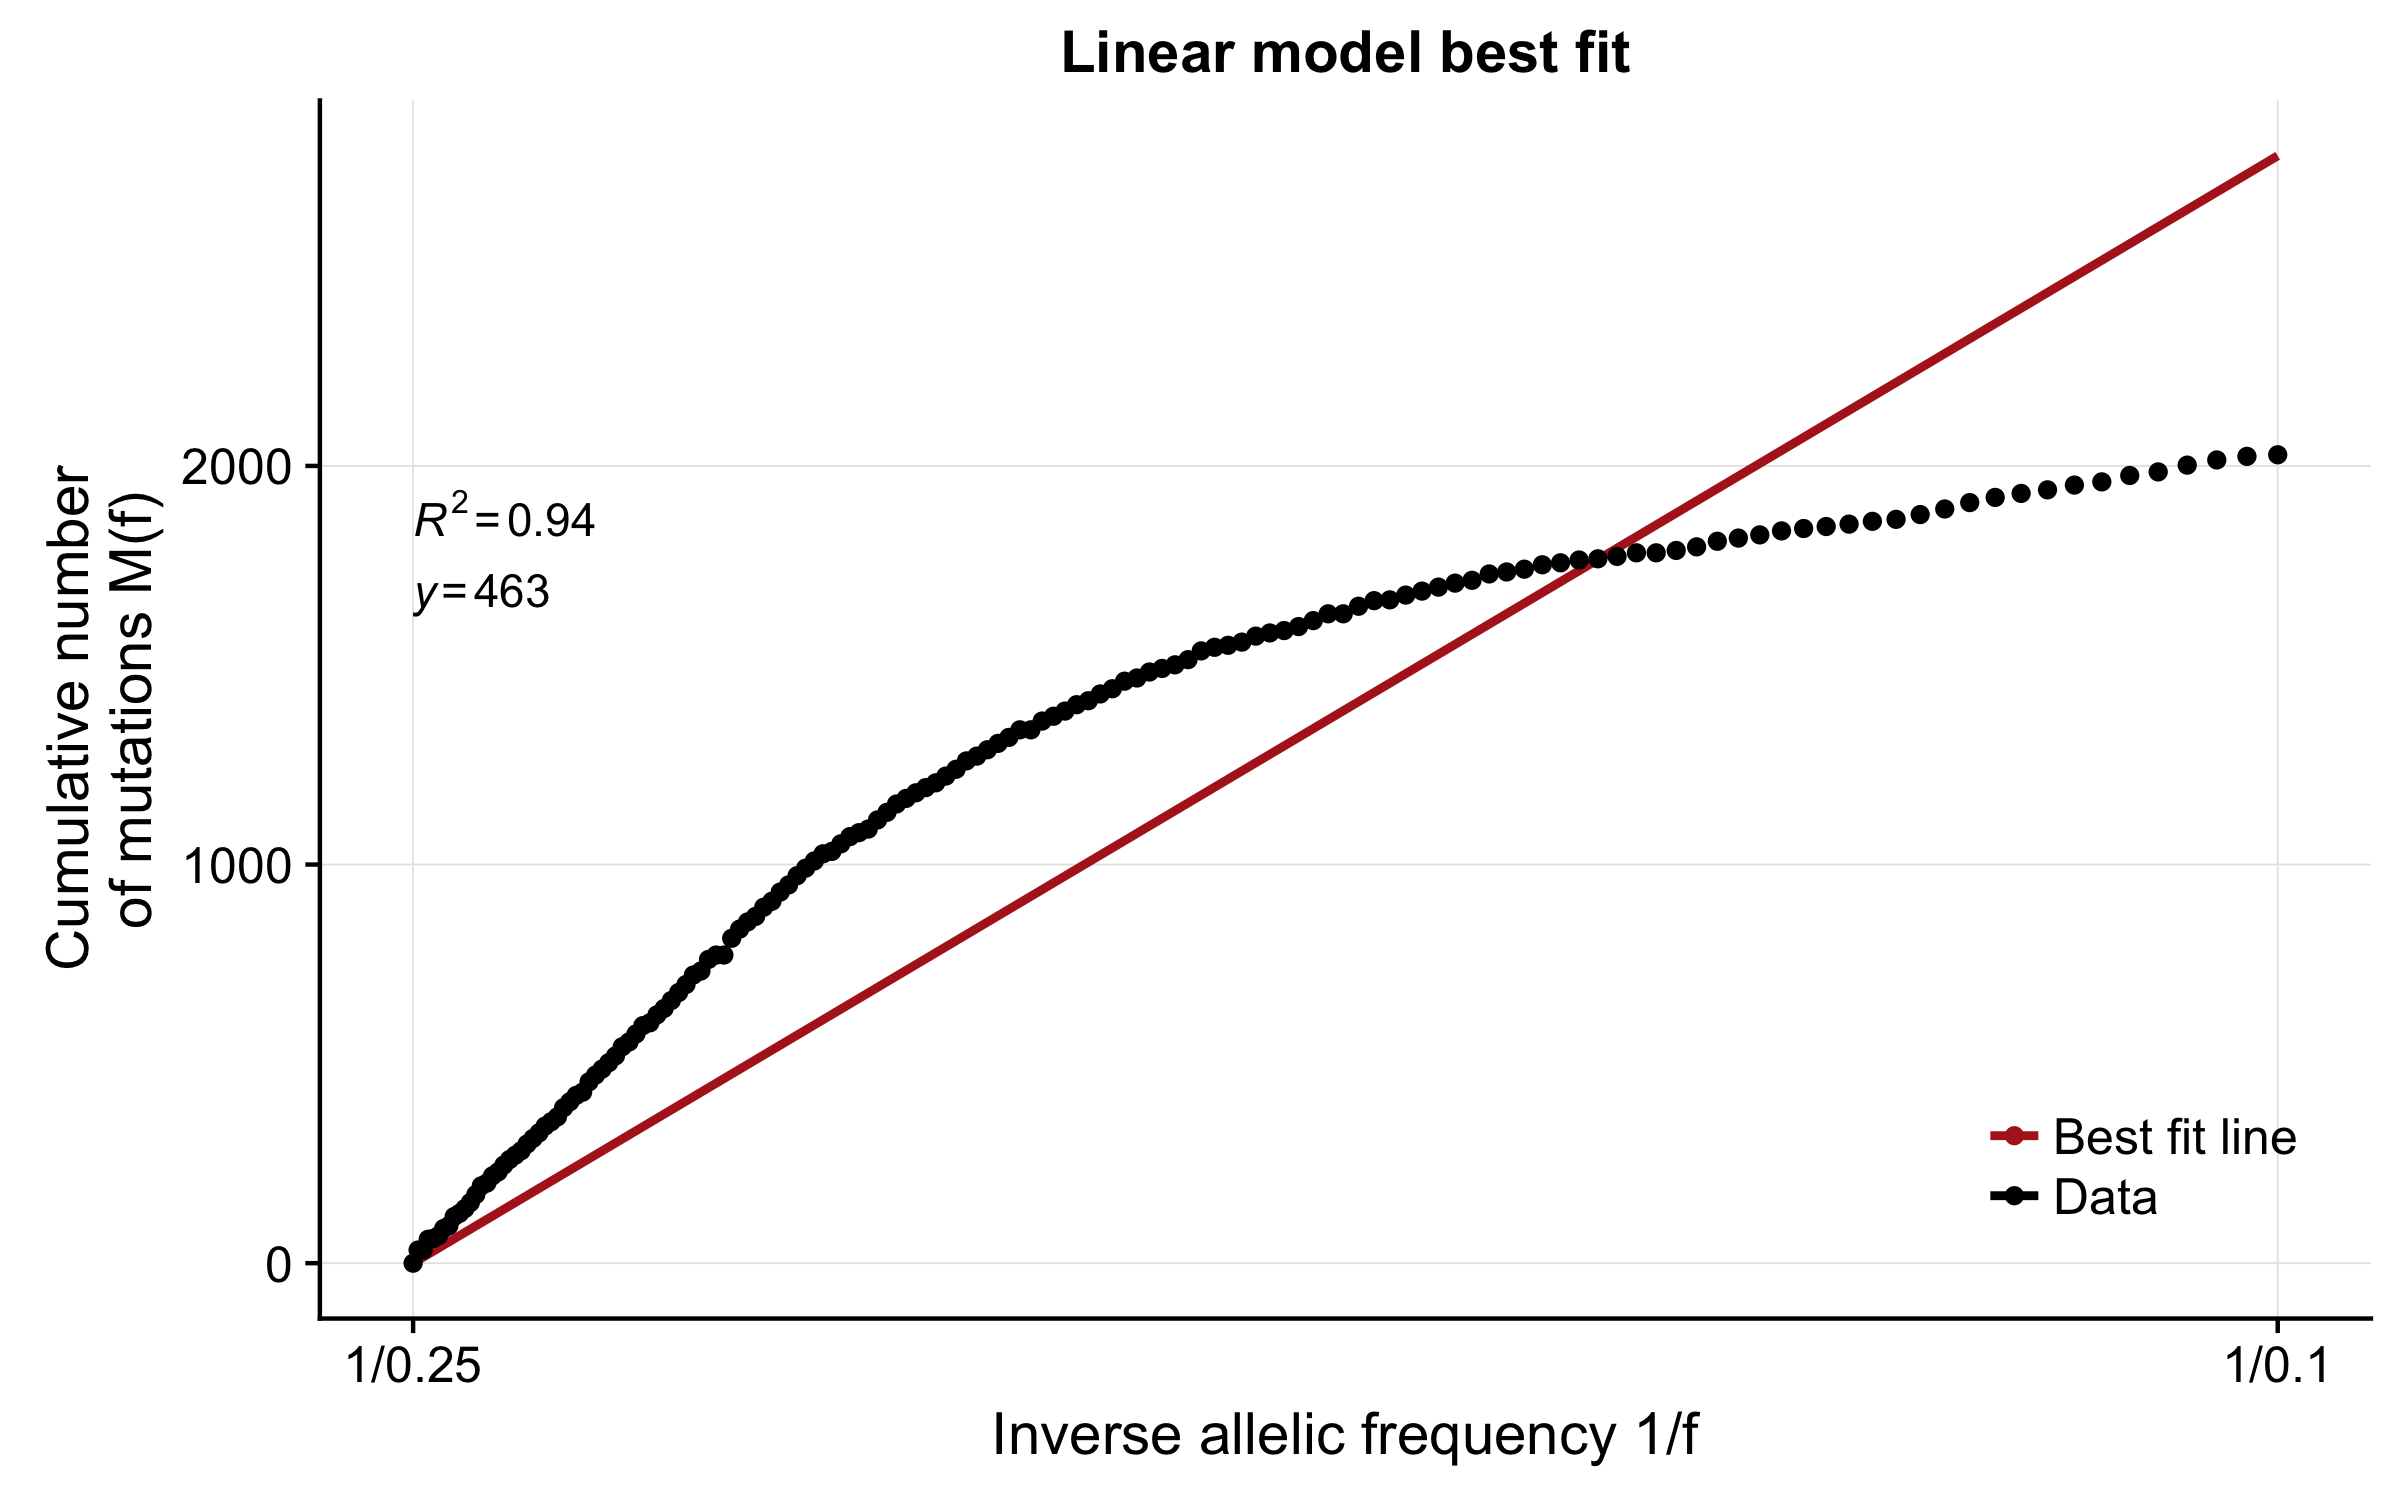 Linear model best fit
Cumulative number
of mutations M(f)
2000
1000
0
R² = 0.94
y = 463
Best fit line
Data
1/0.25
1/0.1
Inverse allelic frequency 1/f